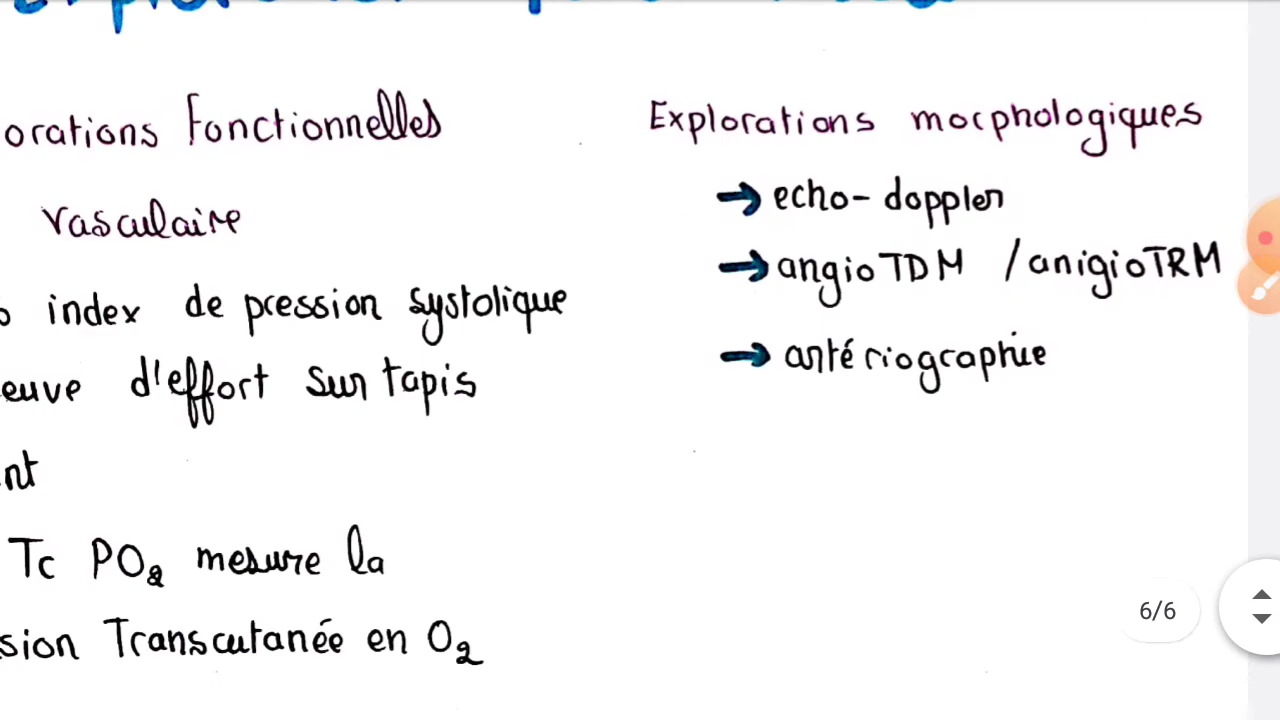 orations Fonctionnelles
vasculaire
index de pression systolique
euve d'effort sur tapis
nt
Tc PO2 mesure la
sion Transcutanée en O2
Explorations morphologiques
→ echo-doppler
→ angioTDM / anigioTRM
→ artériographie
6/6